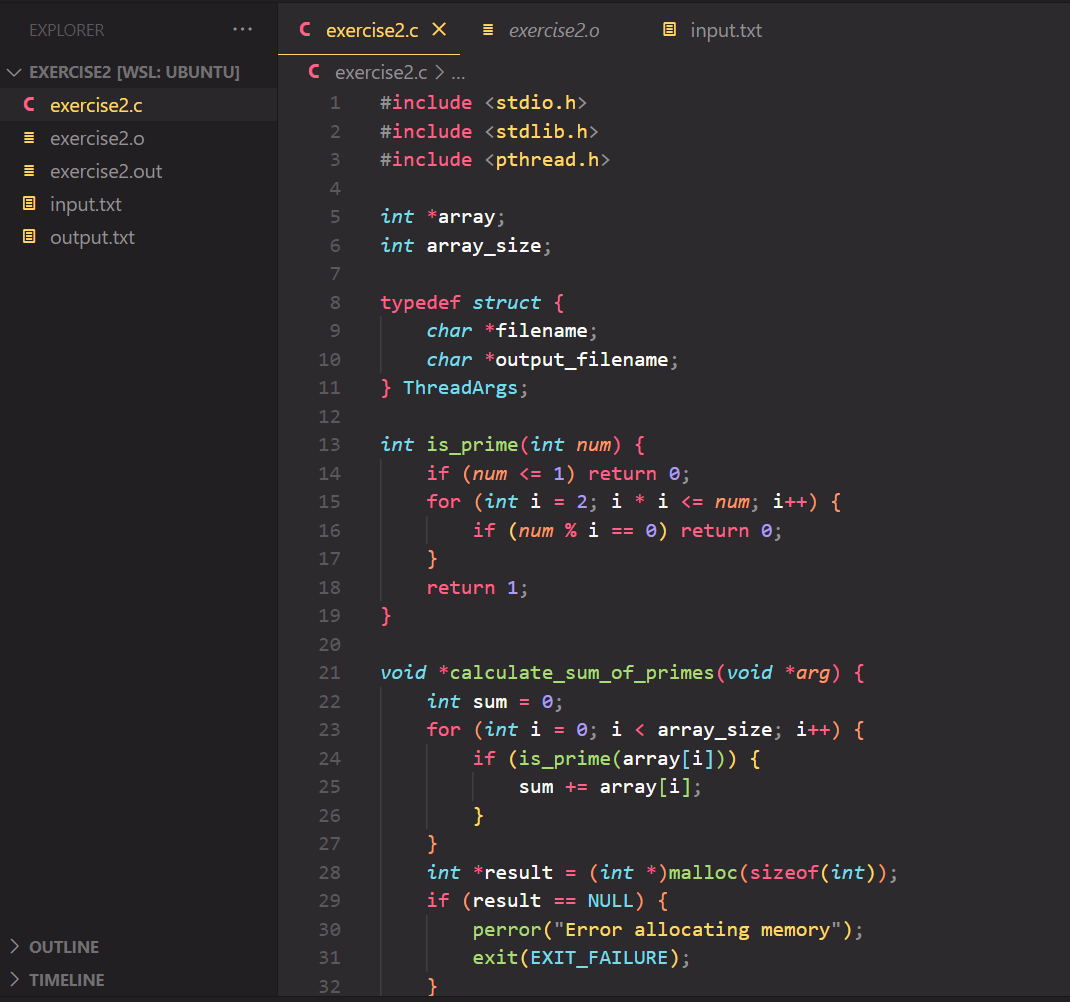 EXPLORER ...
EXERCISE2 [WSL: UBUNTU]
C exercise2.c
exercise2.o
exercise2.out
input.txt
output.txt
OUTLINE
TIMELINE
C exercise2.c exercise2.o input.txt
C exercise2.c > ...
1 #include <stdio.h>
2 #include <stdlib.h>
3 #include <pthread.h>
4
5 int *array;
6 int array_size;
7
8 typedef struct {
9     char *filename;
10     char *output_filename;
11 } ThreadArgs;
12
13 int is_prime(int num) {
14     if (num <= 1) return 0;
15     for (int i = 2; i * i <= num; i++) {
16         if (num % i == 0) return 0;
17     }
18     return 1;
19 }
20
21 void *calculate_sum_of_primes(void *arg) {
22     int sum = 0;
23     for (int i = 0; i < array_size; i++) {
24         if (is_prime(array[i])) {
25             sum += array[i];
26         }
27     }
28     int *result = (int *)malloc(sizeof(int));
29     if (result == NULL) {
30         perror("Error allocating memory");
31         exit(EXIT_FAILURE);
32     }